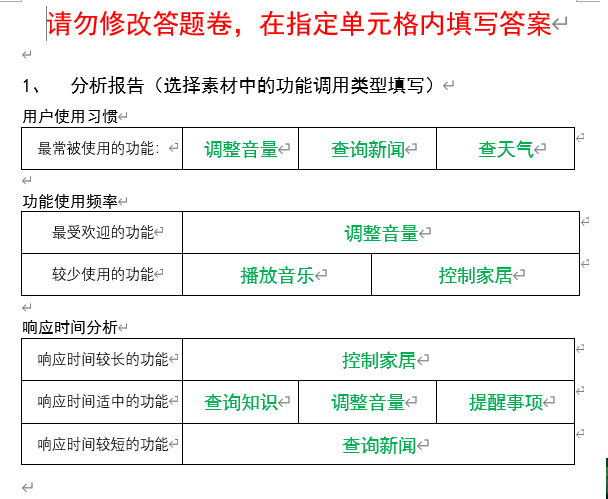 请勿修改答题卷，在指定单元格内填写答案
1、 分析报告（选择素材中的功能调用类型填写）
用户使用习惯
最常被使用的功能： 调整音量 查询新闻 查天气
功能使用频率
最受欢迎的功能 调整音量
较少使用的功能 播放音乐 控制家居
响应时间分析
响应时间较长的功能 控制家居
响应时间适中的功能 查询知识 调整音量 提醒事项
响应时间较短的功能 查询新闻